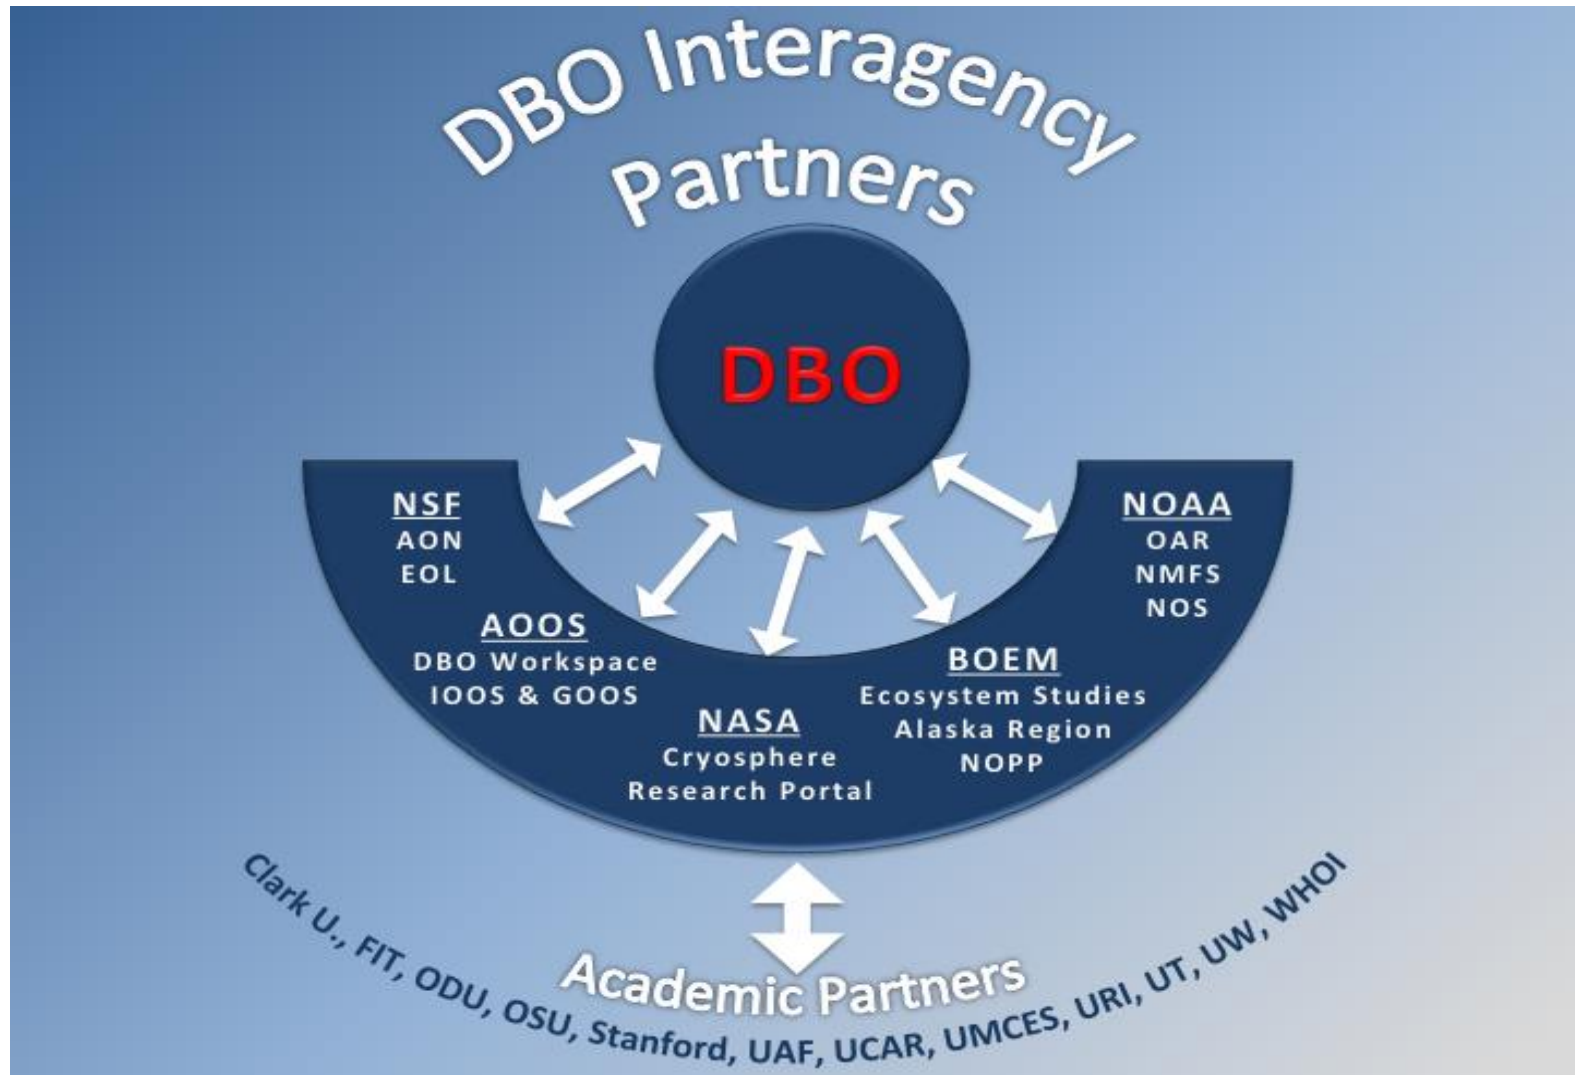 DBO Interagency
Partners
DBO
NSF
AON
EOL
AOOS
DBO Workspace
IOOS & GOOS
NASA
Cryosphere
Research Portal
BOEM
Ecosystem Studies
Alaska Region
NOPP
NOAA
OAR
NMFS
NOS
Academic Partners
Clark U., FIT, ODU, OSU, Stanford, UAF, UCAR, UMCES, URI, UT, UW, WHOI